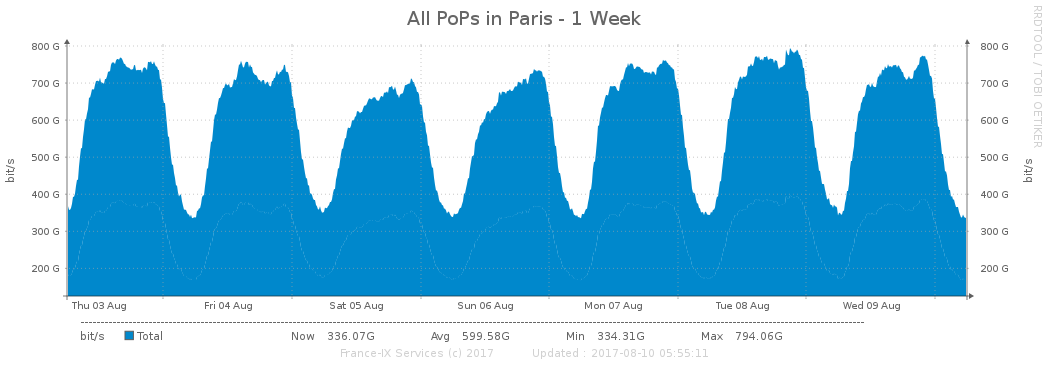 All PoPs in Paris - 1 Week
RRDTOOL / TOBI OETIKER
800 G
800 G
700 G
700 G
600 G
600 G
500 G
500 G
400 G
400 G
300 G
300 G
200 G
200 G
bit/s
bit/s
Thu 03 Aug Fri 04 Aug Sat 05 Aug Sun 06 Aug Mon 07 Aug Tue 08 Aug Wed 09 Aug
bit/s Total Now 336.07G Avg 599.58G Min 334.31G Max 794.06G
France-IX Services (c) 2017 Updated : 2017-08-10 05:55:11